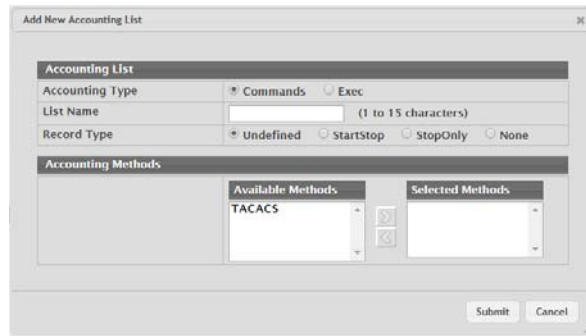 Add New Accounting List
Accounting List
Accounting Type Commands Exec
List Name (1 to 15 characters)
Record Type Undefined StartStop StopOnly None
Accounting Methods
Available Methods Selected Methods
TACACS
Submit Cancel